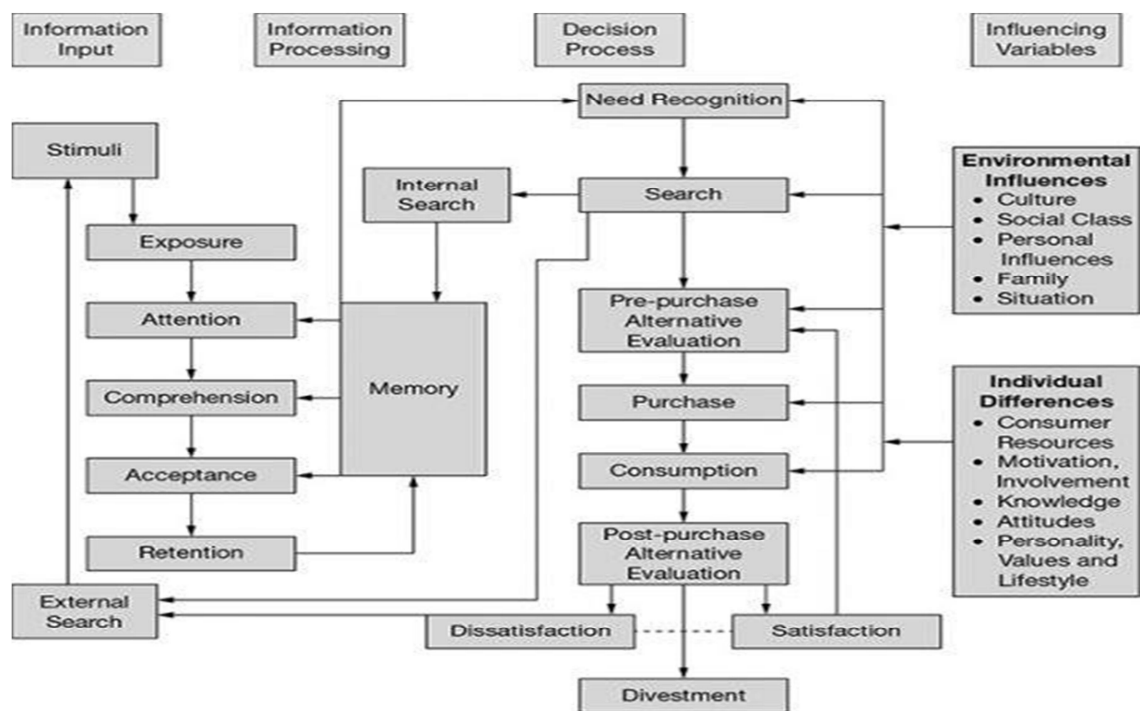 Information
Input
Information
Processing
Decision
Process
Influencing
Variables
Need Recognition
Stimuli
Internal
Search
Search
Environmental
Influences
• Culture
• Social Class
• Personal
Influences
• Family
• Situation
Exposure
Attention
Comprehension
Acceptance
Retention
Memory
Pre-purchase
Alternative
Evaluation
Purchase
Consumption
Post-purchase
Alternative
Evaluation
Individual
Differences
• Consumer
Resources
• Motivation,
Involvement
• Knowledge
• Attitudes
• Personality,
Values and
Lifestyle
External
Search
Dissatisfaction
Satisfaction
Divestment